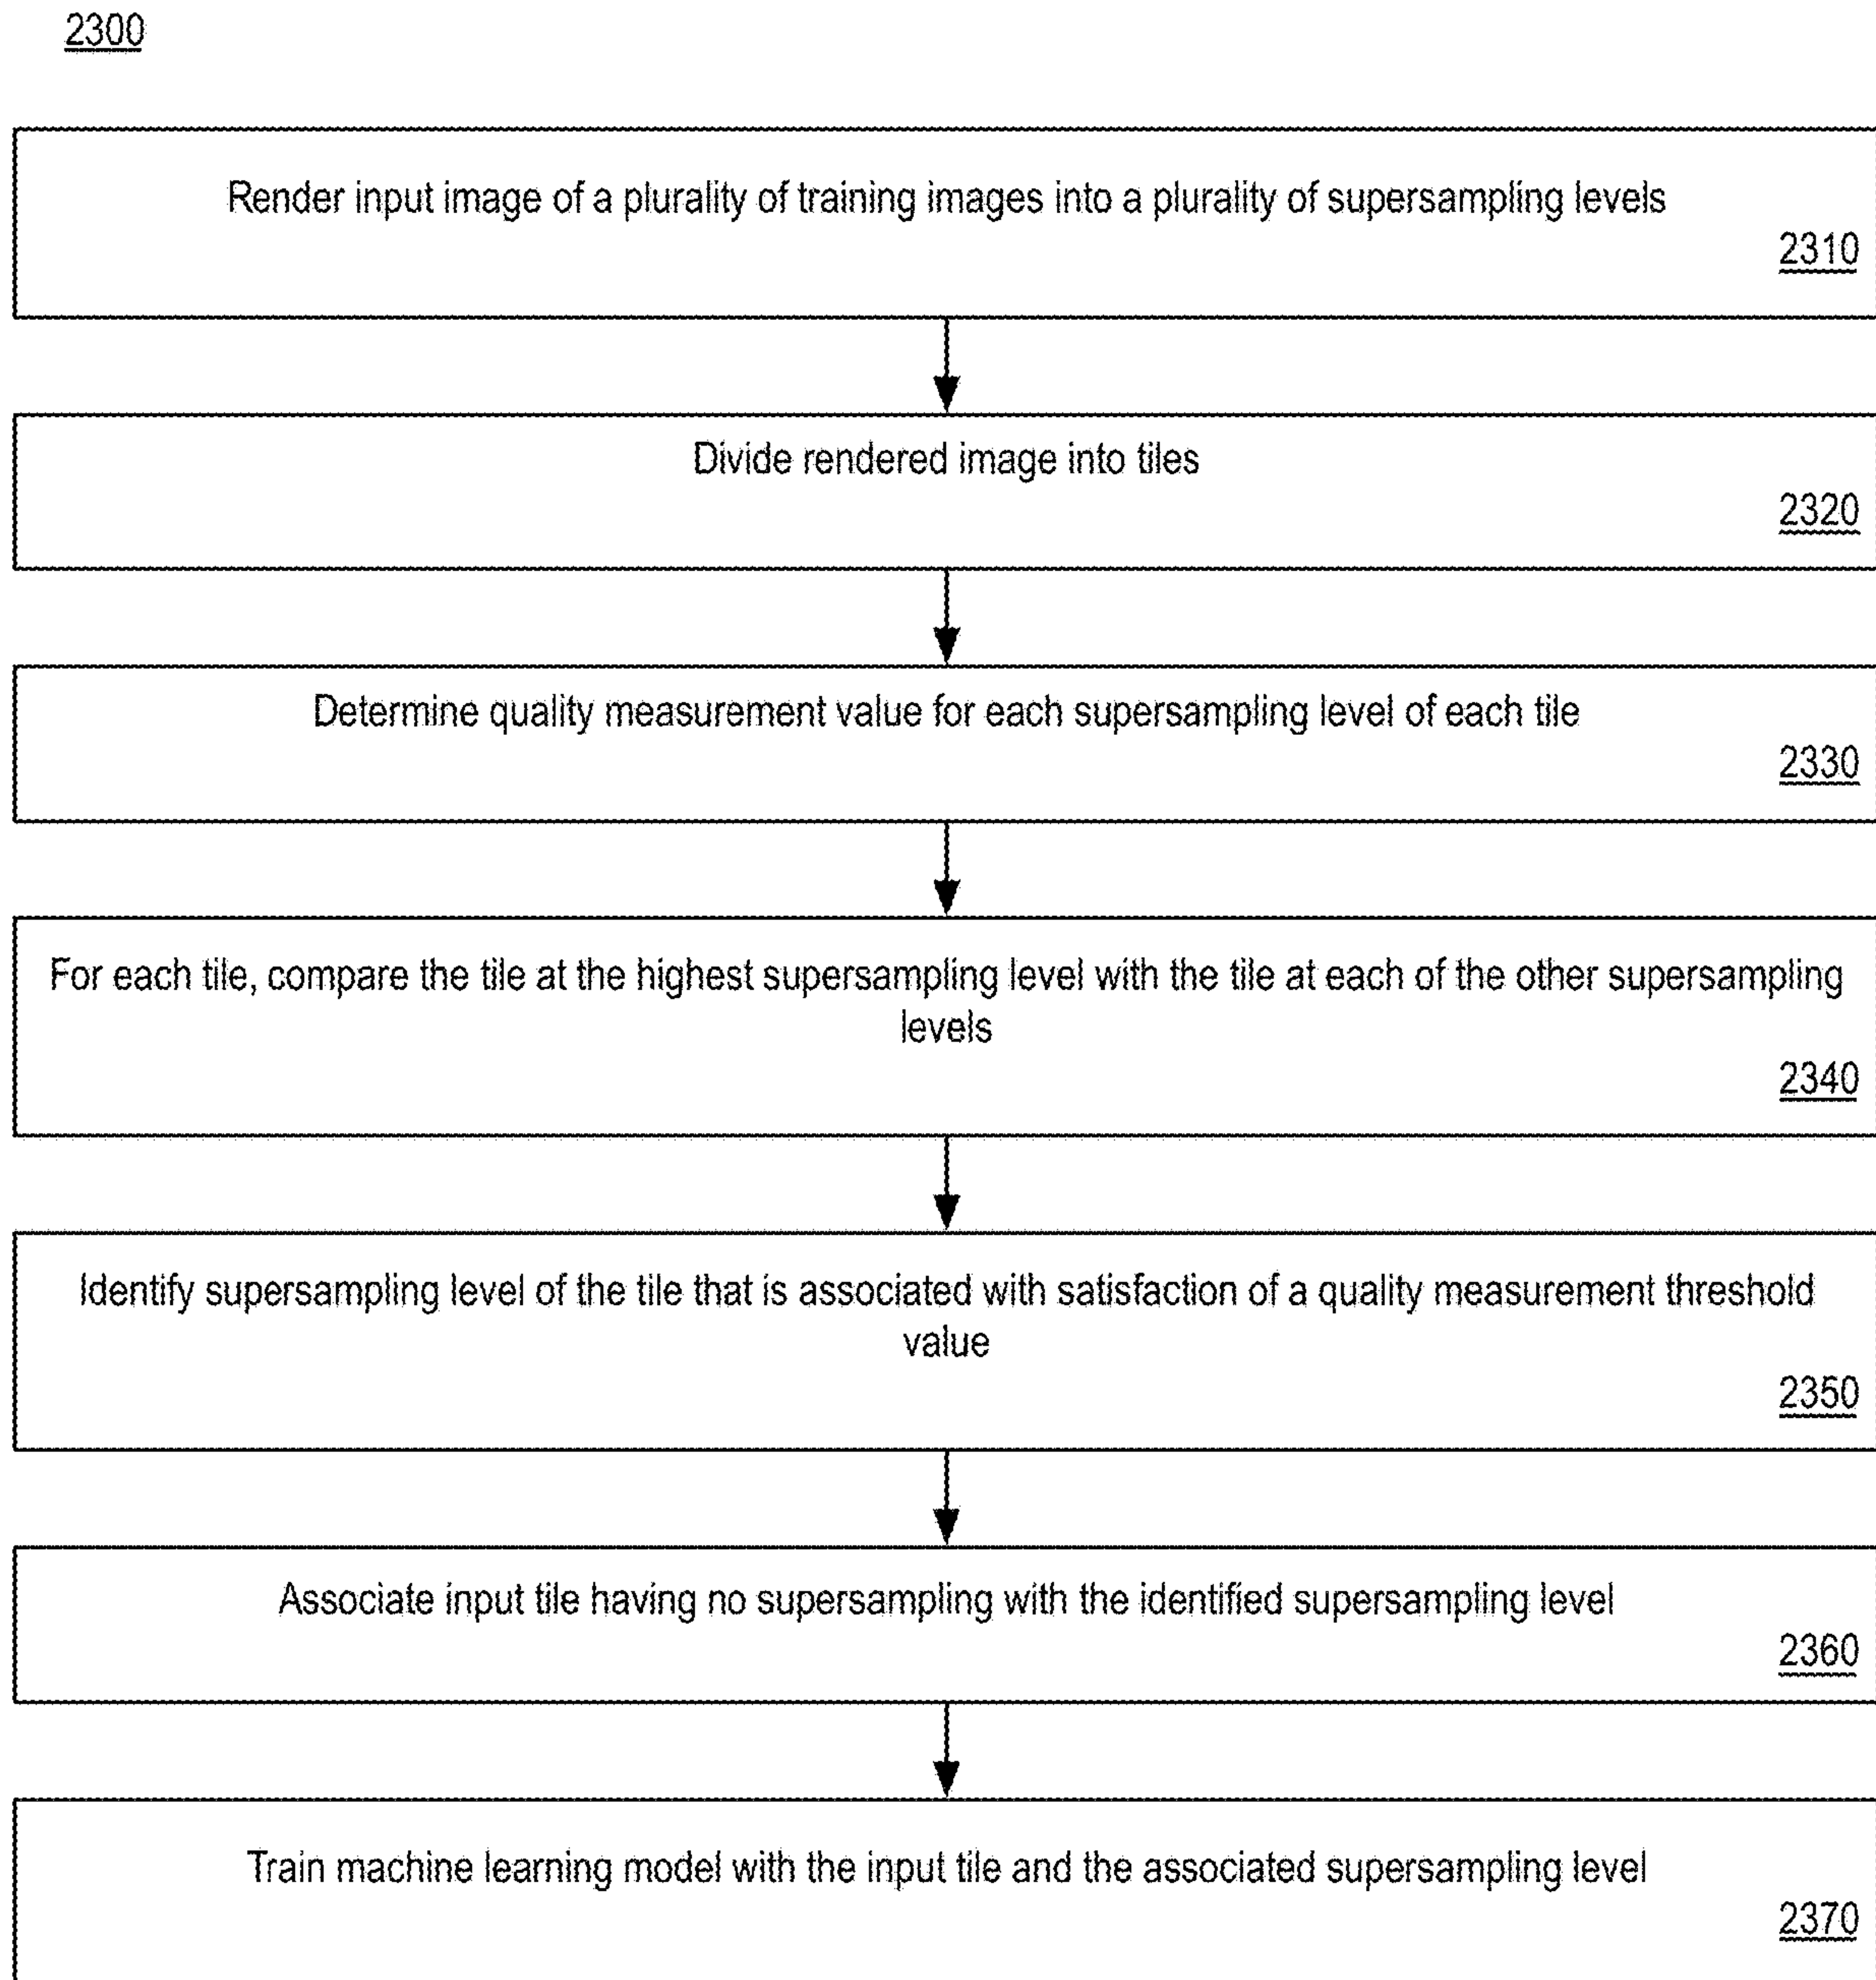 2300
Render input image of a plurality of training images into a plurality of supersampling levels
2310
Divide rendered image into tiles
2320
Determine quality measurement value for each supersampling level of each tile
2330
For each tile, compare the tile at the highest supersampling level with the tile at each of the other supersampling
levels
2340
Identify supersampling level of the tile that is associated with satisfaction of a quality measurement threshold
value
2350
Associate input tile having no supersampling with the identified supersampling level
2360
Train machine learning model with the input tile and the associated supersampling level
2370